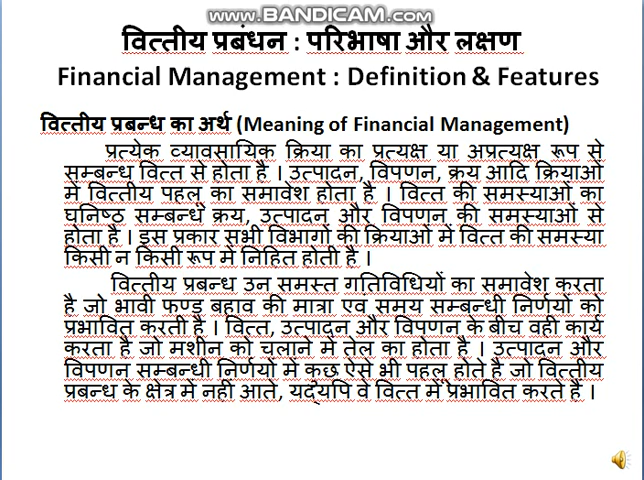 www.BANDICAM.com
वित्तीय प्रबंधन : परिभाषा और लक्षण
Financial Management : Definition & Features
वित्तीय प्रबन्ध का अर्थ (Meaning of Financial Management)
प्रत्येक व्यावसायिक क्रिया का प्रत्यक्ष या अप्रत्यक्ष रूप से
सम्बन्ध वित्त से होता है । उत्पादन, विपणन, क्रय आदि क्रियाओं
में वित्तीय पहलू का समावेश होता है । वित्त की समस्याओं का
घनिष्ठ सम्बन्ध क्रय, उत्पादन और विपणन की समस्याओं से
होता है । इस प्रकार सभी विभागों की क्रियाओं में वित्त की समस्या
किसी न किसी रूप में निहित होती है ।
वित्तीय प्रबन्ध उन समस्त गतिविधियों का समावेश करता
है जो भावी फण्ड बहाव की मात्रा एवं समय सम्बन्धी निर्णयों को
प्रभावित करती है । वित्त, उत्पादन और विपणन के बीच वही कार्य
करता है जो मशीन को चलाने में तेल का होता है । उत्पादन और
विपणन सम्बन्धी निर्णयों में कुछ ऐसे भी पहलू होते है जो वित्तीय
प्रबन्ध के क्षेत्र में नही आते, यद्यपि वे वित्त में प्रभावित करते हैं ।